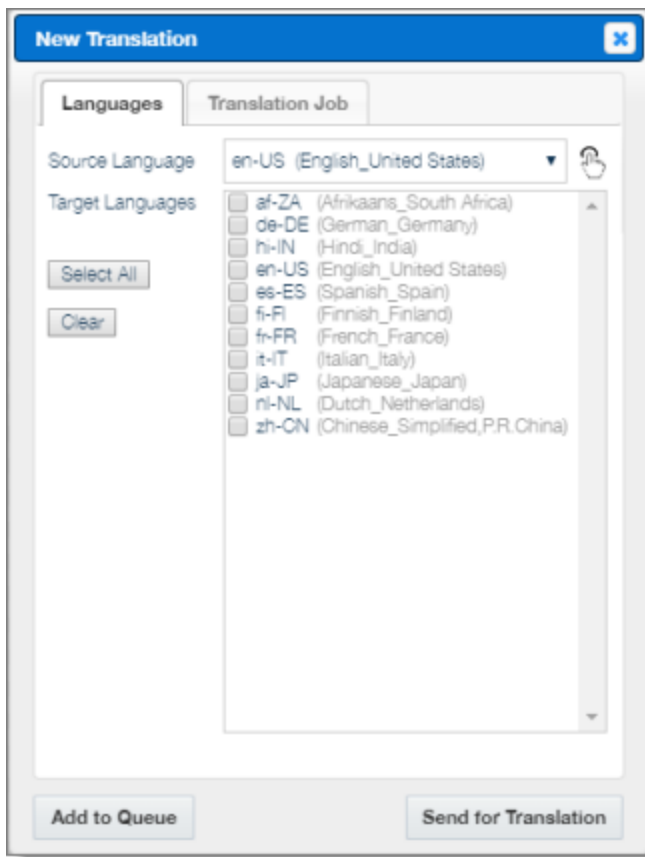 New Translation
Languages
Translation Job
Source Language
en-US (English_United States)
Target Languages
af-ZA (Afrikaans_South Africa)
de-DE (German_Germany)
hi-IN (Hindi_India)
en-US (English_United States)
es-ES (Spanish_Spain)
fi-FI (Finnish_Finland)
fr-FR (French_France)
it-IT (Italian_Italy)
ja-JP (Japanese_Japan)
nl-NL (Dutch_Netherlands)
zh-CN (Chinese_Simplified,P.R.China)
Select All
Clear
Add to Queue
Send for Translation